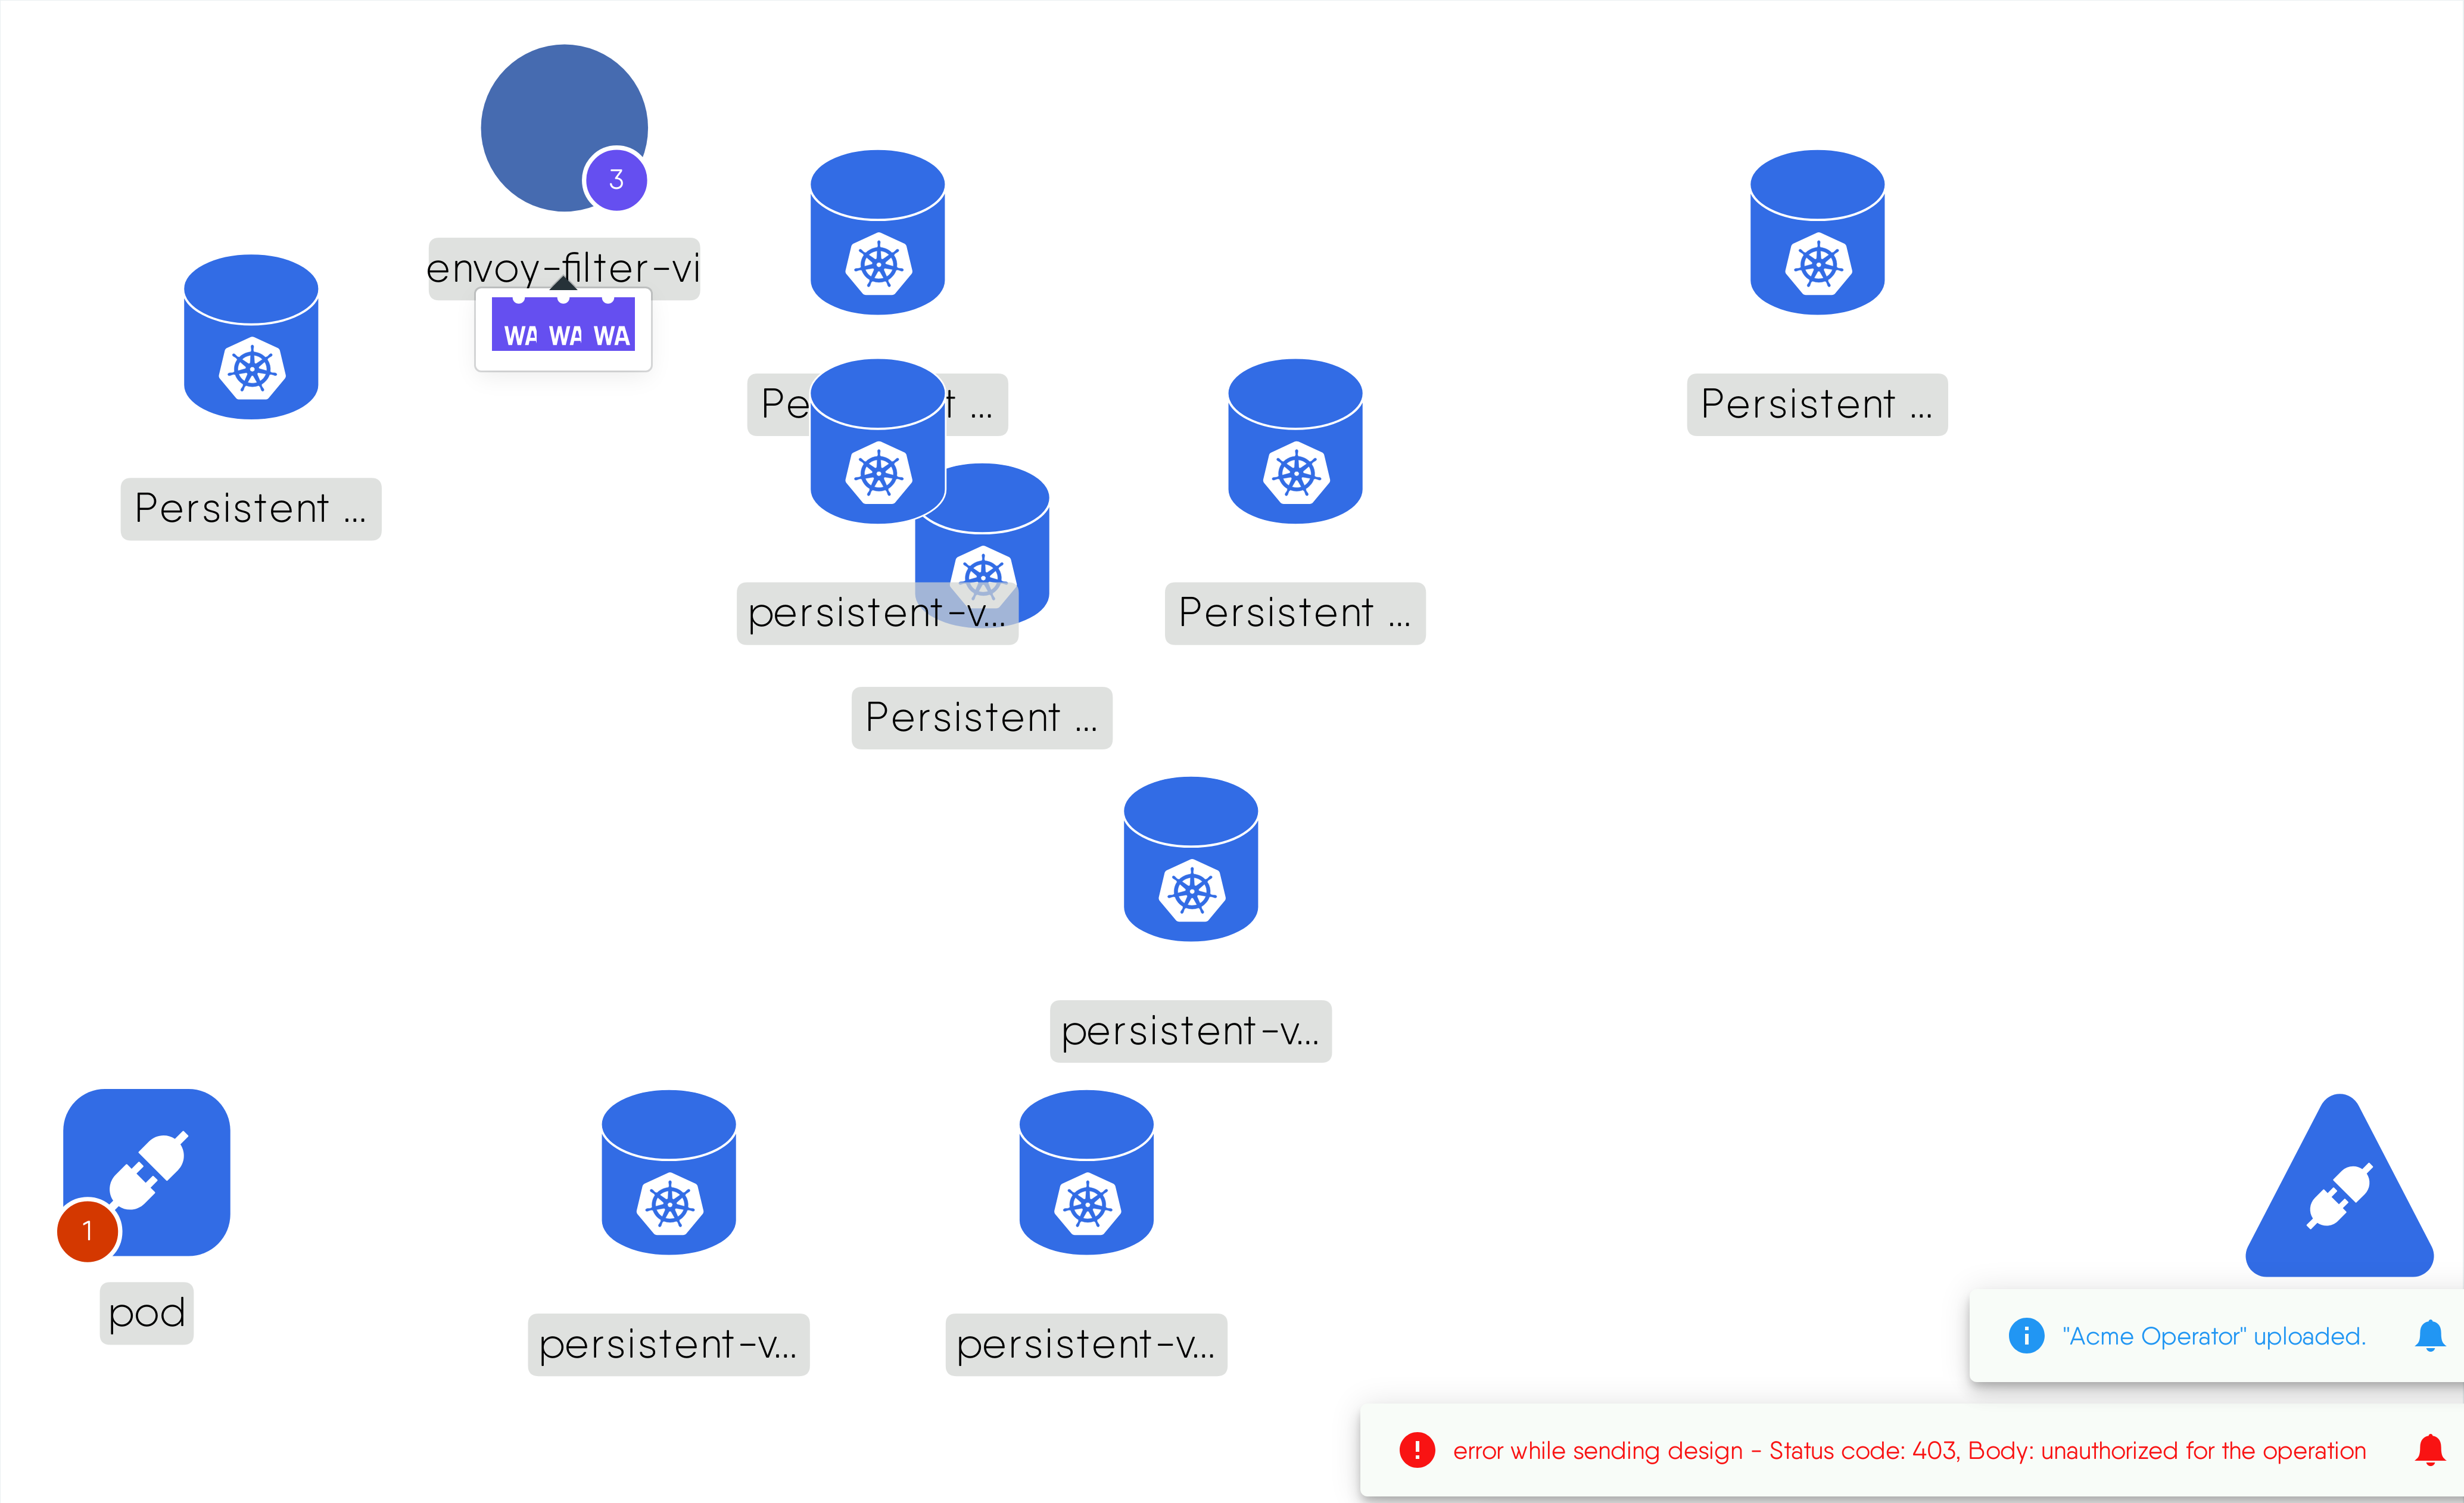 3
envoy-filter-vi
WA WA WA
Persistent ...
Pe t ...
Persistent ...
persistent-v...
Persistent ...
Persistent ...
persistent-v...
1
pod
persistent-v...
persistent-v...
"Acme Operator" uploaded.
error while sending design - Status code: 403, Body: unauthorized for the operation